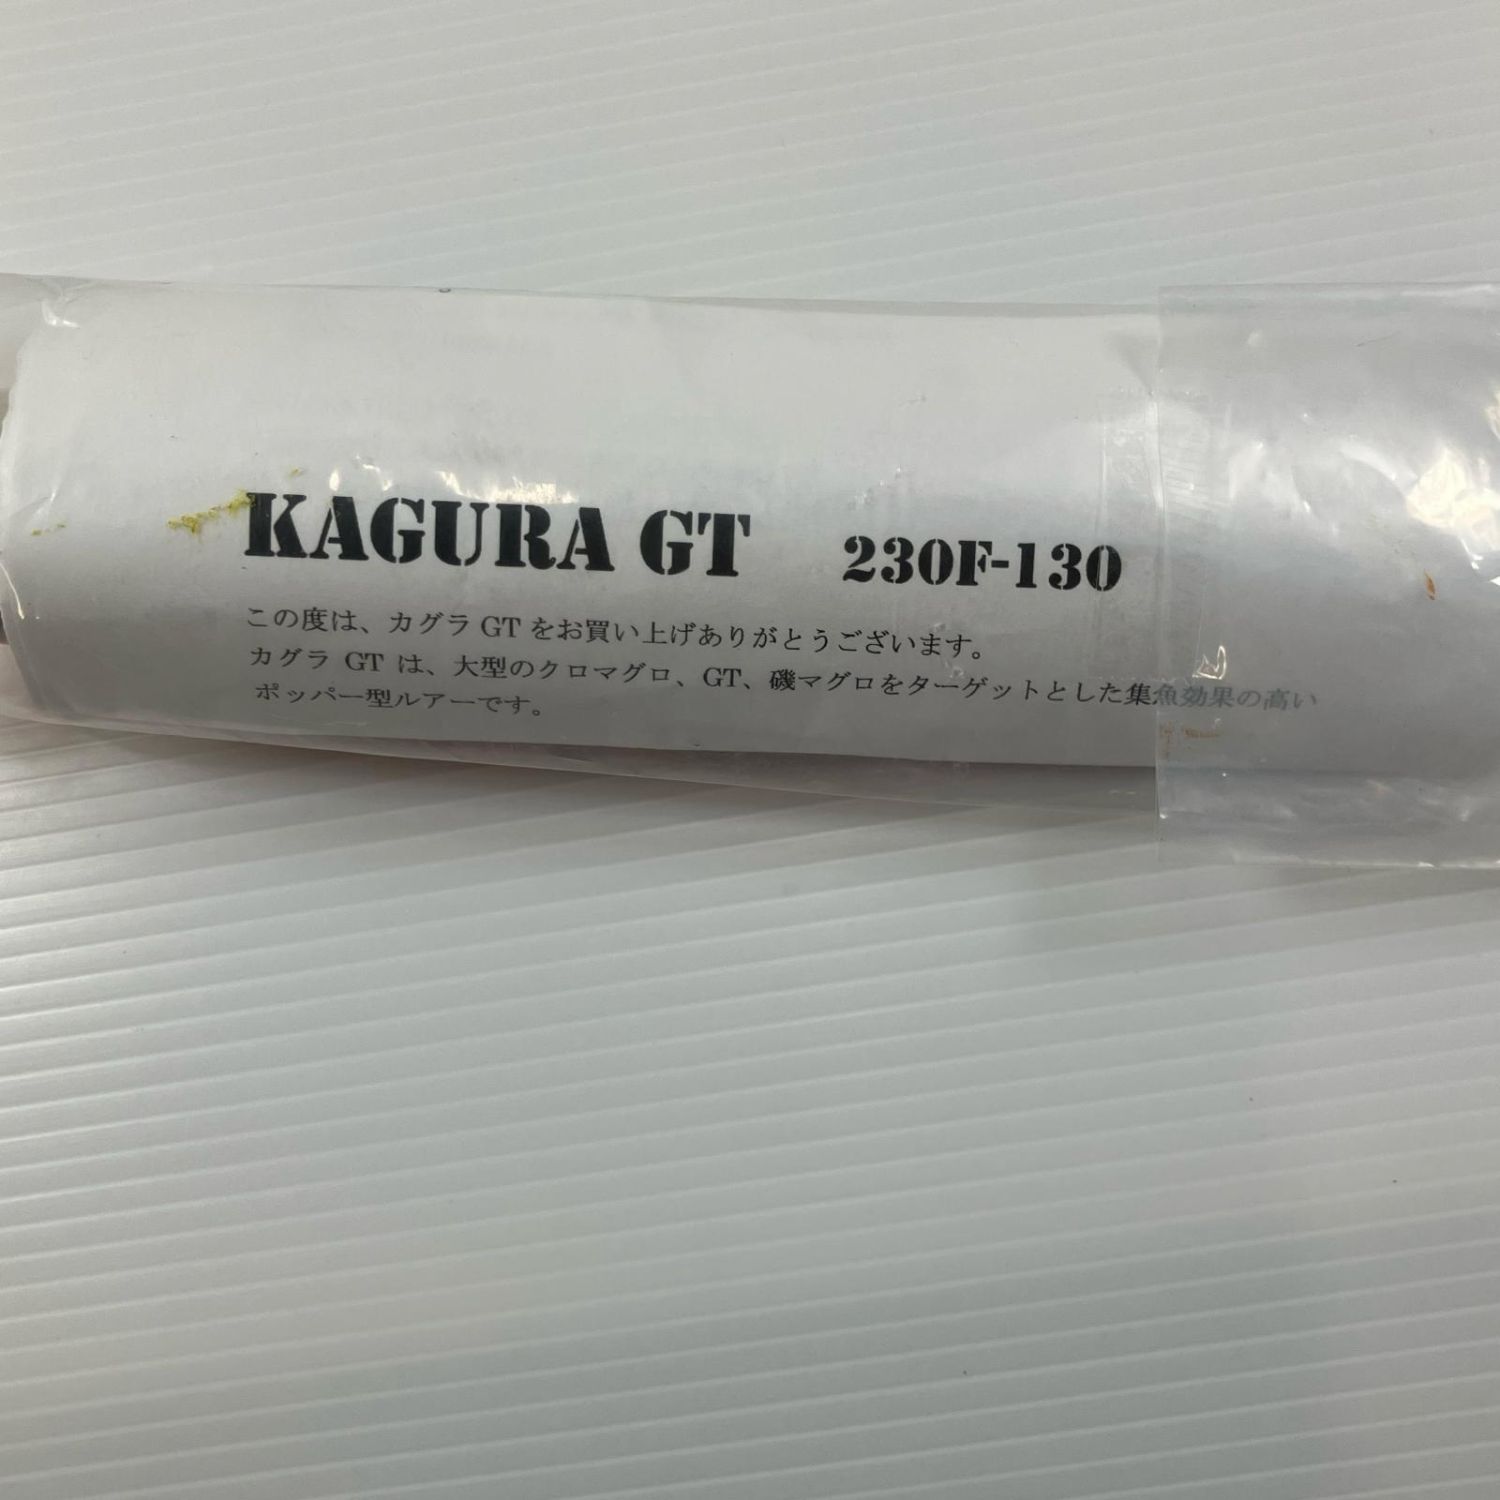 KAGURA GT 230F-130
この度は、カグラ GT をお買い上げありがとうございます。
カグラ GT は、大型のクロマグロ、GT、磯マグロをターゲットとした集魚効果の高い
ポッパー型ルアーです。